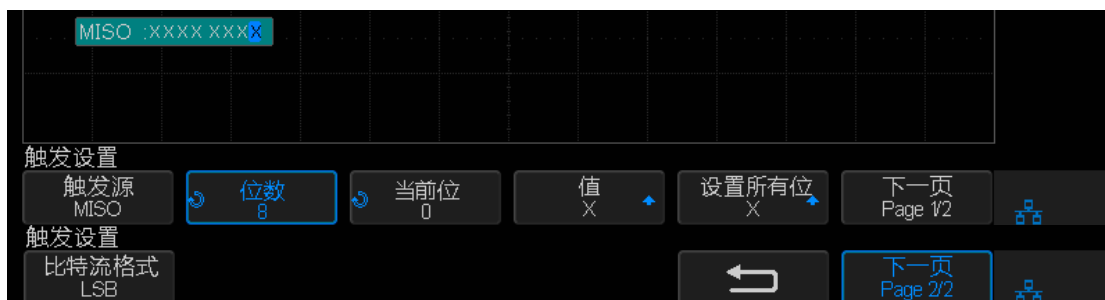 MISO :XXXX XXXX
触发设置
触发源 位数 当前位 值 设置所有位 下一页
MISO 8 0 X X Page 1/2
触发设置
比特流格式 下一页
LSB Page 2/2